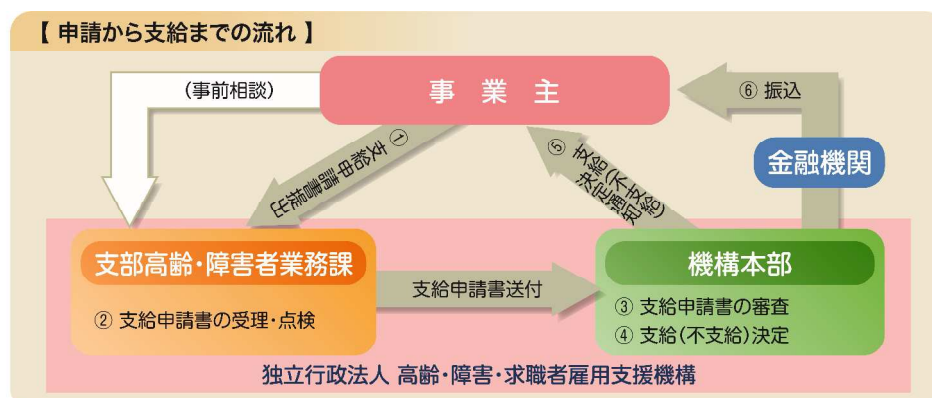 【 申請から支給までの流れ 】
(事前相談)
事 業 主
⑥ 振込
① 支給申請書提出
⑤ 支給(不支給)
決定通知
金融機関
支部高齢・障害者業務課
② 支給申請書の受理・点検
支給申請書送付
機構本部
③ 支給申請書の審査
④ 支給(不支給)決定
独立行政法人 高齢・障害・求職者雇用支援機構